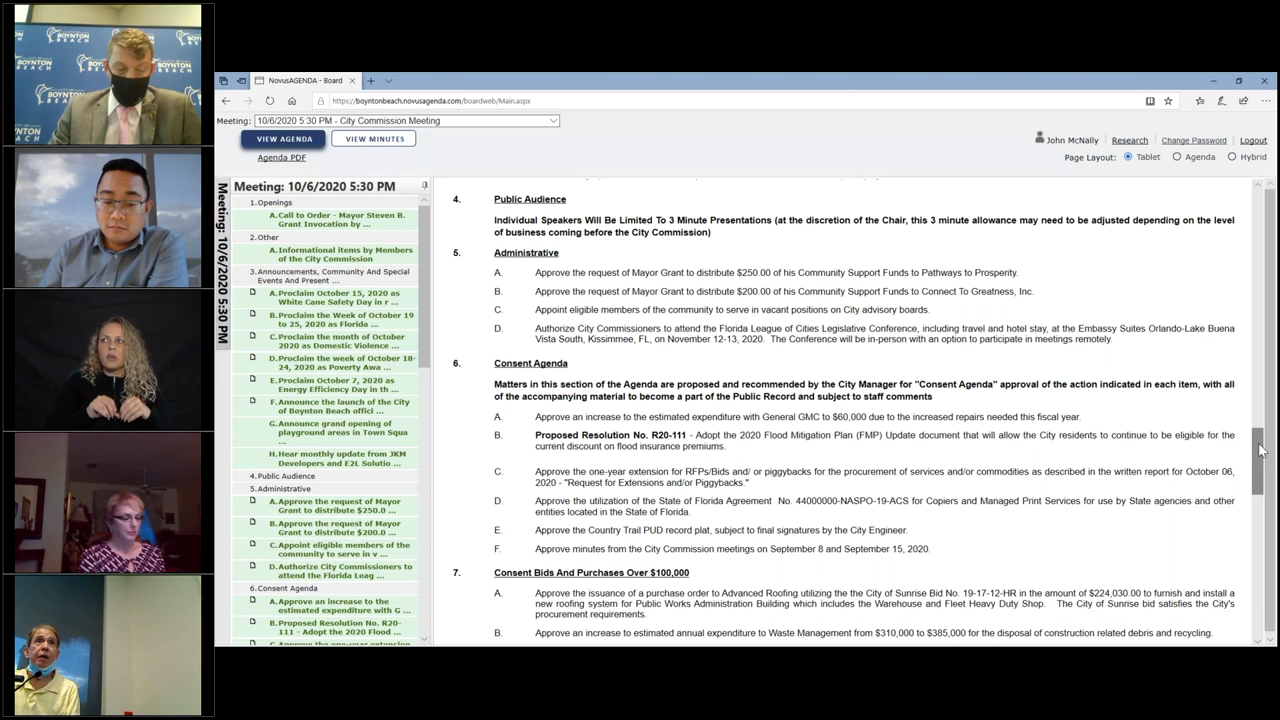 BOYNTON
BEACH
NovusAGENDA - Board
https://boyntonbeach.novusagenda.com/boardweb/Main.aspx
Meeting: 10/6/2020 5:30 PM - City Commission Meeting
VIEW AGENDA
VIEW MINUTES
Agenda PDF
John McNally
Research
Change Password
Logout
Page Layout:
Tablet
Agenda
Hybrid
Meeting: 10/6/2020 5:30 PM
Meeting: 10/6/2020 5:30 PM
1.Openings
A.Call to Order - Mayor Steven B.
Grant Invocation by ...
2.Other
A.Informational items by Members
of the City Commission
3.Announcements, Community And Special
Events And Present ...
A.Proclaim October 15, 2020 as
White Cane Safety Day in r ...
B.Proclaim the Week of October 19
to 25, 2020 as Florida ...
C.Proclaim the month of October
2020 as Domestic Violence ...
D.Proclaim the week of October 18-
24, 2020 as Poverty Awa ...
E.Proclaim October 7, 2020 as
Energy Efficiency Day in th ...
F.Announce the launch of the City
of Boynton Beach offici ...
G.Announce grand opening of
playground areas in Town Squa
...
H.Hear monthly update from JKM
Developers and E2L Solutio ...
4.Public Audience
5.Administrative
A.Approve the request of Mayor
Grant to distribute $250.0 ...
B.Approve the request of Mayor
Grant to distribute $200.0 ...
C.Appoint eligible members of the
community to serve in v ...
D.Authorize City Commissioners to
attend the Florida Leag ...
6.Consent Agenda
A.Approve an increase to the
estimated expenditure with G ...
B.Proposed Resolution No. R20-
111 - Adopt the 2020 Flood ...
C.Approve the one-year extension
4. Public Audience
Individual Speakers Will Be Limited To 3 Minute Presentations (at the discretion of the Chair, this 3 minute allowance may need to be adjusted depending on the level
of business coming before the City Commission)
5. Administrative
A. Approve the request of Mayor Grant to distribute $250.00 of his Community Support Funds to Pathways to Prosperity.
B. Approve the request of Mayor Grant to distribute $200.00 of his Community Support Funds to Connect To Greatness, Inc.
C. Appoint eligible members of the community to serve in vacant positions on City advisory boards.
D. Authorize City Commissioners to attend the Florida League of Cities Legislative Conference, including travel and hotel stay, at the Embassy Suites Orlando-Lake Buena
Vista South, Kissimmee, FL, on November 12-13, 2020. The Conference will be in-person with an option to participate in meetings remotely.
6. Consent Agenda
Matters in this section of the Agenda are proposed and recommended by the City Manager for "Consent Agenda" approval of the action indicated in each item, with all
of the accompanying material to become a part of the Public Record and subject to staff comments
A. Approve an increase to the estimated expenditure with General GMC to $60,000 due to the increased repairs needed this fiscal year.
B. Proposed Resolution No. R20-111 - Adopt the 2020 Flood Mitigation Plan (FMP) Update document that will allow the City residents to continue to be eligible for the
current discount on flood insurance premiums.
C. Approve the one-year extension for RFPs/Bids and/ or piggybacks for the procurement of services and/or commodities as described in the written report for October 06,
2020 - "Request for Extensions and/or Piggybacks."
D. Approve the utilization of the State of Florida Agreement No. 44000000-NASPO-19-ACS for Copiers and Managed Print Services for use by State agencies and other
entities located in the State of Florida.
E. Approve the Country Trail PUD record plat, subject to final signatures by the City Engineer.
F. Approve minutes from the City Commission meetings on September 8 and September 15, 2020.
7. Consent Bids And Purchases Over $100,000
A. Approve the issuance of a purchase order to Advanced Roofing utilizing the City of Sunrise Bid No. 19-17-12-HR in the amount of $224,030.00 to furnish and install a
new roofing system for Public Works Administration Building which includes the Warehouse and Fleet Heavy Duty Shop. The City of Sunrise bid satisfies the City's
procurement requirements.
B. Approve an increase to estimated annual expenditure to Waste Management from $310,000 to $385,000 for the disposal of construction related debris and recycling.